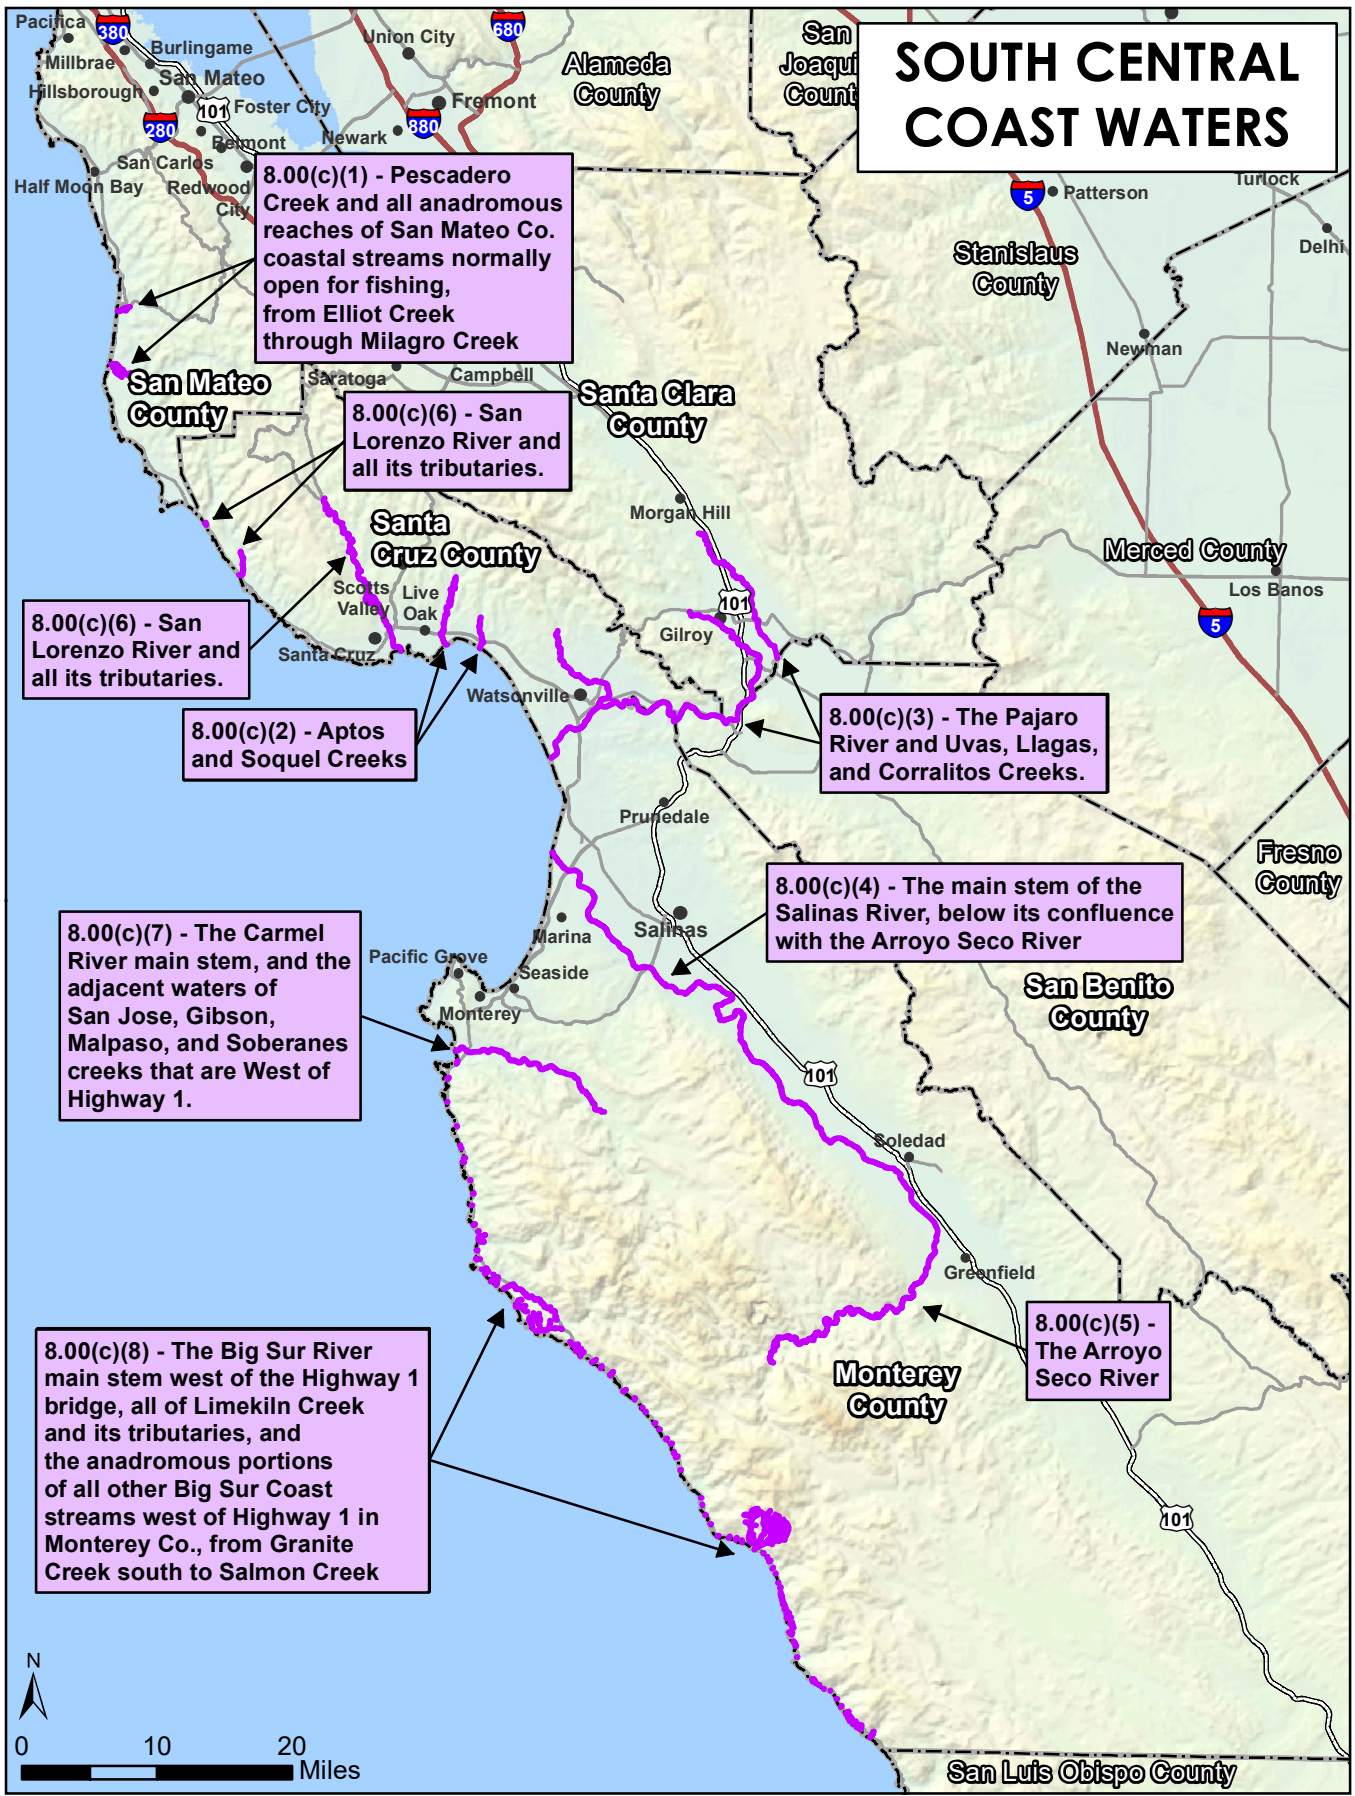 SOUTH CENTRAL
COAST WATERS
Pacifica
380
Millbrae
Burlingame
San Mateo
Hillsborough
101
Foster City
280
Belmont
San Carlos
Half Moon Bay
Redwood
City
Union City
680
Fremont
880
Newark
Alameda
County
San
Joaqui
Count
5
Patterson
Turlock
Delhi
Stanislaus
County
Newman
8.00(c)(1) - Pescadero
Creek and all anadromous
reaches of San Mateo Co.
coastal streams normally
open for fishing,
from Elliot Creek
through Milagro Creek
San Mateo
County
Saratoga
Campbell
Santa Clara
County
8.00(c)(6) - San
Lorenzo River and
all its tributaries.
Morgan Hill
Santa
Cruz County
Merced County
Los Banos
5
Scotts
Valley
Live
Oak
101
Gilroy
8.00(c)(6) - San
Lorenzo River and
all its tributaries.
Santa Cruz
Watsonville
8.00(c)(2) - Aptos
and Soquel Creeks
8.00(c)(3) - The Pajaro
River and Uvas, Llagas,
and Corralitos Creeks.
Prunedale
Fresno
County
8.00(c)(4) - The main stem of the
Salinas River, below its confluence
with the Arroyo Seco River
8.00(c)(7) - The Carmel
River main stem, and the
adjacent waters of
San Jose, Gibson,
Malpaso, and Soberanes
creeks that are West of
Highway 1.
Marina
Salinas
Pacific Grove
Seaside
Monterey
San Benito
County
101
Soledad
Greenfield
8.00(c)(5) -
The Arroyo
Seco River
Monterey
County
8.00(c)(8) - The Big Sur River
main stem west of the Highway 1
bridge, all of Limekiln Creek
and its tributaries, and
the anadromous portions
of all other Big Sur Coast
streams west of Highway 1 in
Monterey Co., from Granite
Creek south to Salmon Creek
101
N
0 10 20
Miles
San Luis Obispo County